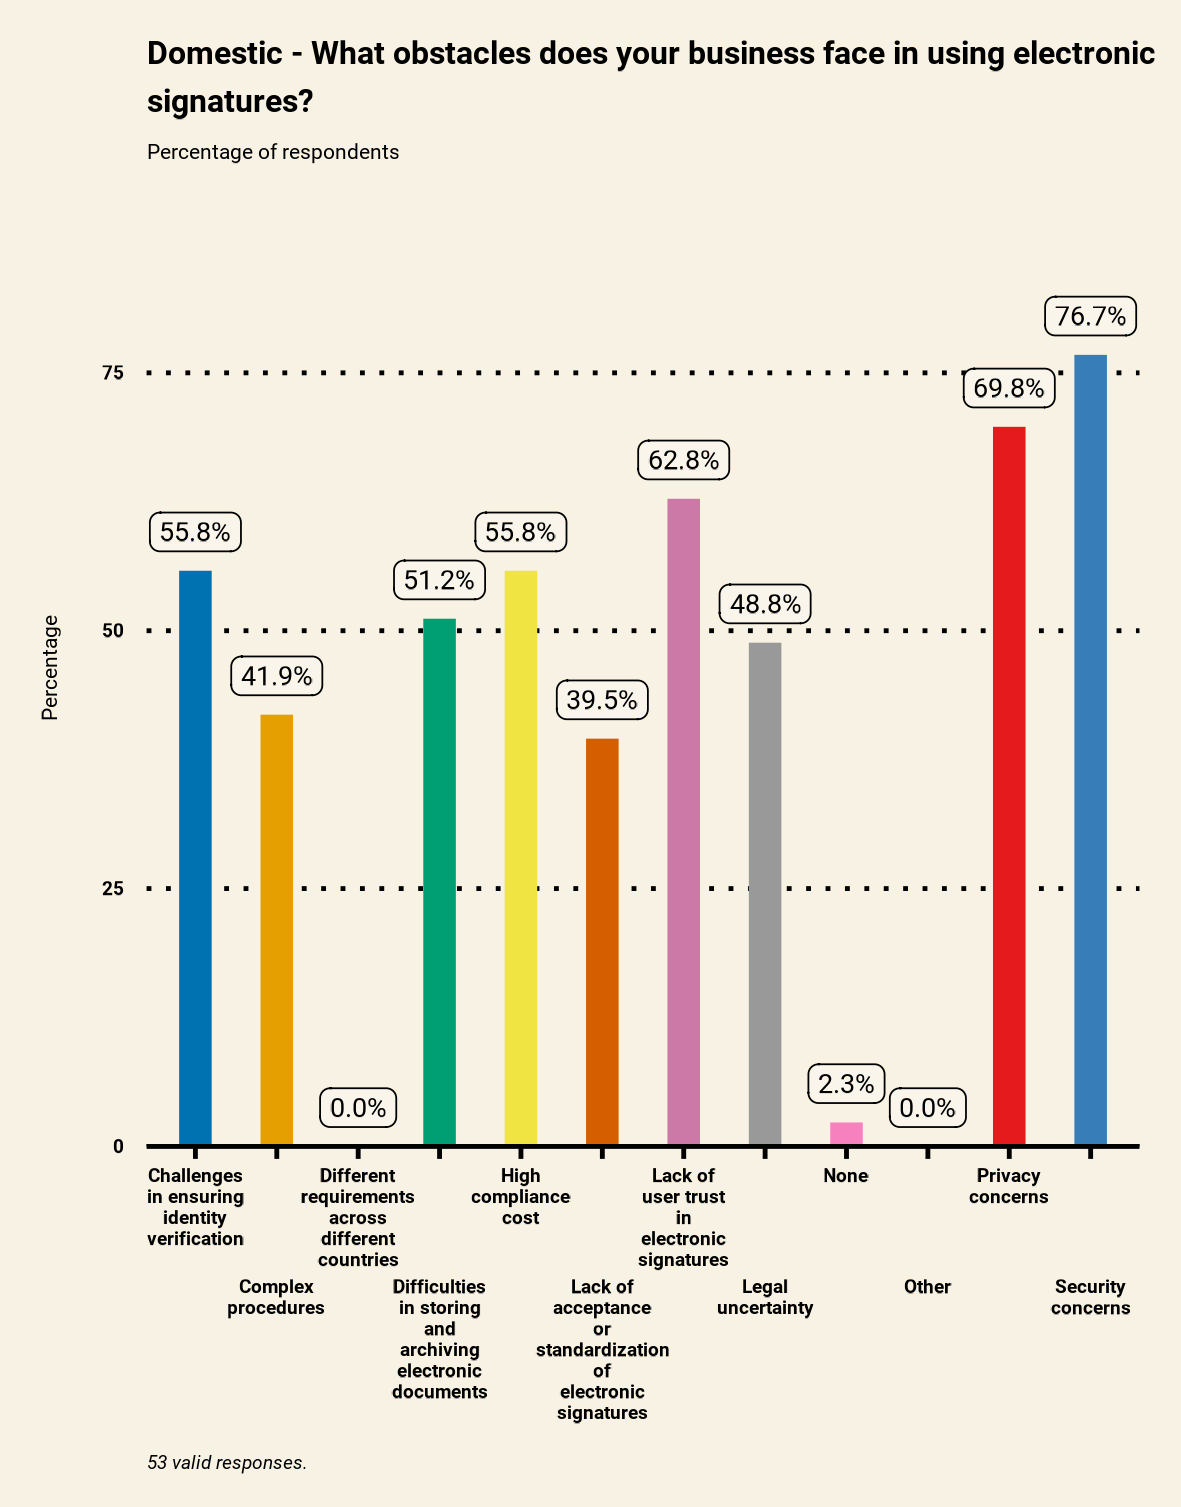 Domestic - What obstacles does your business face in using electronic
signatures?
Percentage of respondents
76.7%
75
69.8%
62.8%
55.8%
55.8%
51.2%
48.8%
50
41.9%
39.5%
Percentage
25
2.3%
0.0%
0.0%
0
Challenges
in ensuring
identity
verification
Complex
procedures
Different
requirements
across
different
countries
Difficulties
in storing
and
archiving
electronic
documents
High
compliance
cost
Lack of
acceptance
or
standardization
of
electronic
signatures
Lack of
user trust
in
electronic
signatures
Legal
uncertainty
None
Other
Privacy
concerns
Security
concerns
53 valid responses.